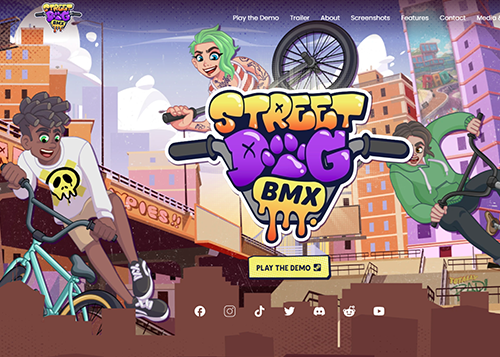 STREET
DOG
BMX
Play the Demo Trailer About Screenshots Features Contact Media
STREET
DOG
BMX
PLAY THE DEMO